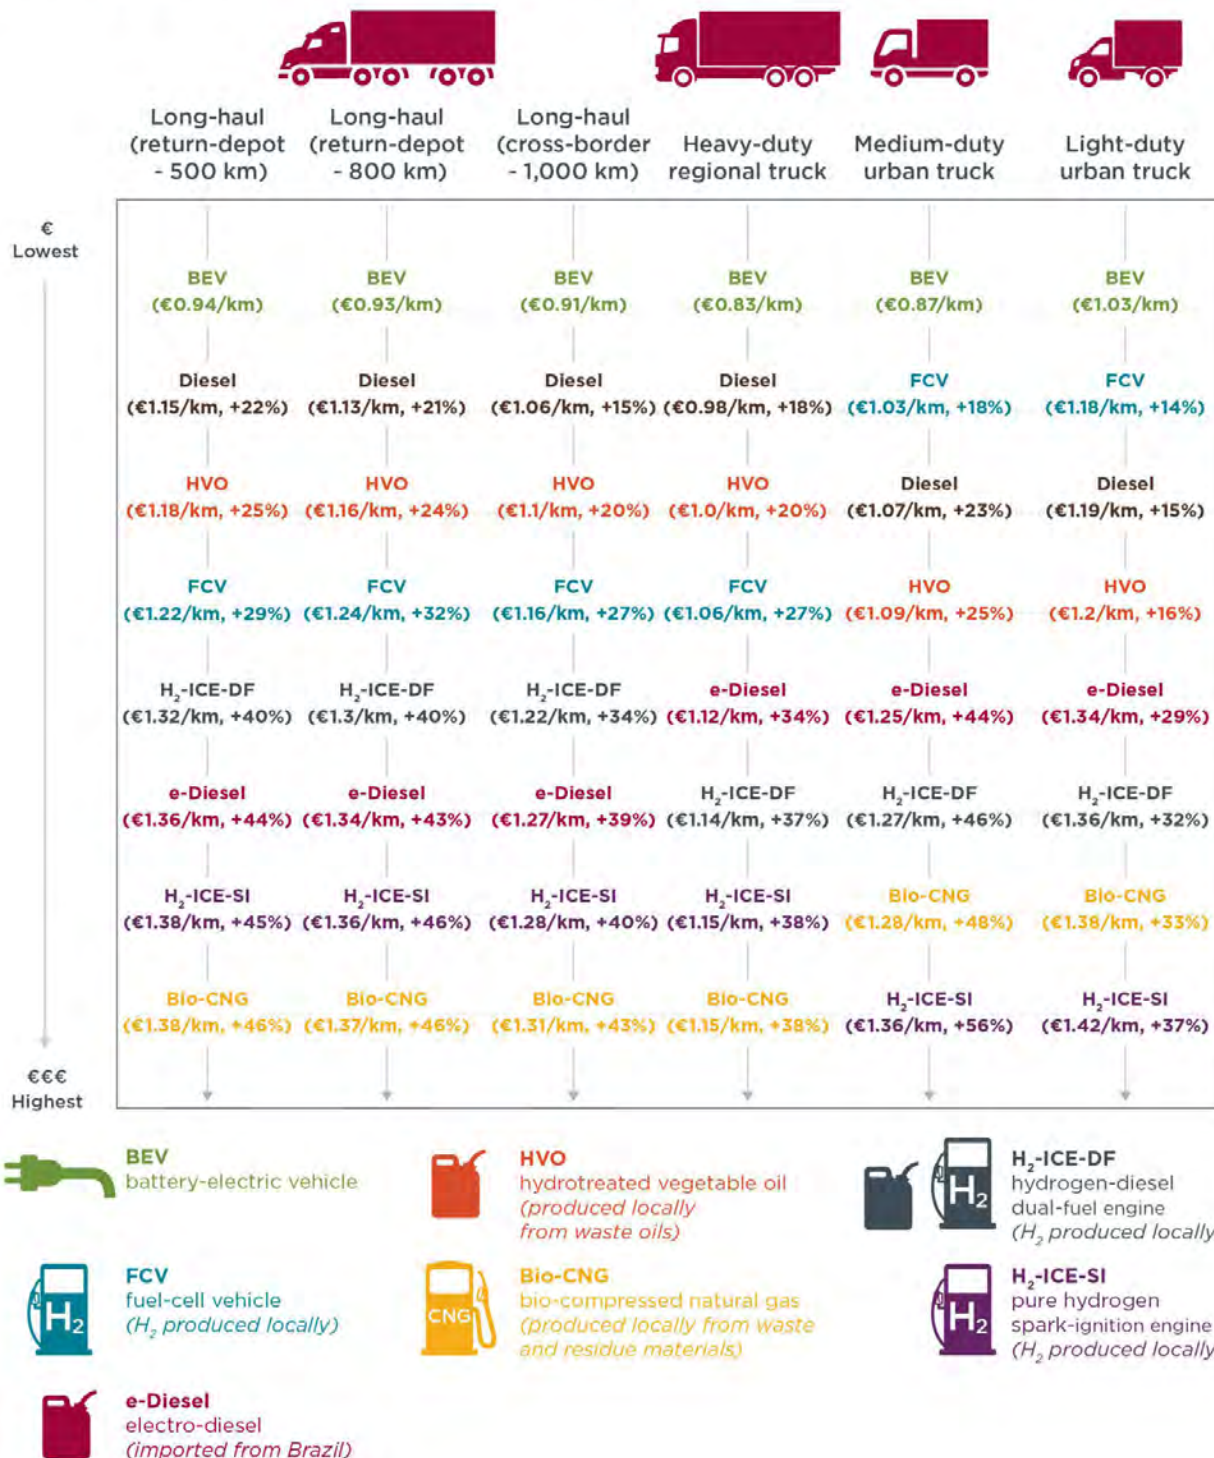 Long-haul
(return-depot
- 500 km)
Long-haul
(return-depot
- 800 km)
Long-haul
(cross-border
- 1,000 km)
Heavy-duty
regional truck
Medium-duty
urban truck
Light-duty
urban truck
€
Lowest
BEV
(€0.94/km)
BEV
(€0.93/km)
BEV
(€0.91/km)
BEV
(€0.83/km)
BEV
(€0.87/km)
BEV
(€1.03/km)
Diesel
(€1.15/km, +22%)
Diesel
(€1.13/km, +21%)
Diesel
(€1.06/km, +15%)
Diesel
(€0.98/km, +18%)
FCV
(€1.03/km, +18%)
FCV
(€1.18/km, +14%)
HVO
(€1.18/km, +25%)
HVO
(€1.16/km, +24%)
HVO
(€1.1/km, +20%)
HVO
(€1.0/km, +20%)
Diesel
(€1.07/km, +23%)
Diesel
(€1.19/km, +15%)
FCV
(€1.22/km, +29%)
FCV
(€1.24/km, +32%)
FCV
(€1.16/km, +27%)
FCV
(€1.06/km, +27%)
HVO
(€1.09/km, +25%)
HVO
(€1.2/km, +16%)
H₂-ICE-DF
(€1.32/km, +40%)
H₂-ICE-DF
(€1.3/km, +40%)
H₂-ICE-DF
(€1.22/km, +34%)
e-Diesel
(€1.12/km, +34%)
e-Diesel
(€1.25/km, +44%)
e-Diesel
(€1.34/km, +29%)
e-Diesel
(€1.36/km, +44%)
e-Diesel
(€1.34/km, +43%)
e-Diesel
(€1.27/km, +39%)
H₂-ICE-DF
(€1.14/km, +37%)
H₂-ICE-DF
(€1.27/km, +46%)
H₂-ICE-DF
(€1.36/km, +32%)
H₂-ICE-SI
(€1.38/km, +45%)
H₂-ICE-SI
(€1.36/km, +46%)
H₂-ICE-SI
(€1.28/km, +40%)
H₂-ICE-SI
(€1.15/km, +38%)
Bio-CNG
(€1.28/km, +48%)
Bio-CNG
(€1.38/km, +33%)
Bio-CNG
(€1.38/km, +46%)
Bio-CNG
(€1.37/km, +46%)
Bio-CNG
(€1.31/km, +43%)
Bio-CNG
(€1.15/km, +38%)
H₂-ICE-SI
(€1.36/km, +56%)
H₂-ICE-SI
(€1.42/km, +37%)
€€€
Highest
BEV
battery-electric vehicle
HVO
hydrotreated vegetable oil
(produced locally
from waste oils)
H₂
H₂-ICE-DF
hydrogen-diesel
dual-fuel engine
(H₂ produced locally
H₂
FCV
fuel-cell vehicle
(H₂ produced locally)
CNG
Bio-CNG
bio-compressed natural gas
(produced locally from waste
and residue materials)
H₂
H₂-ICE-SI
pure hydrogen
spark-ignition engine
(H₂ produced locally
e-Diesel
electro-diesel
(imported from Brazil)